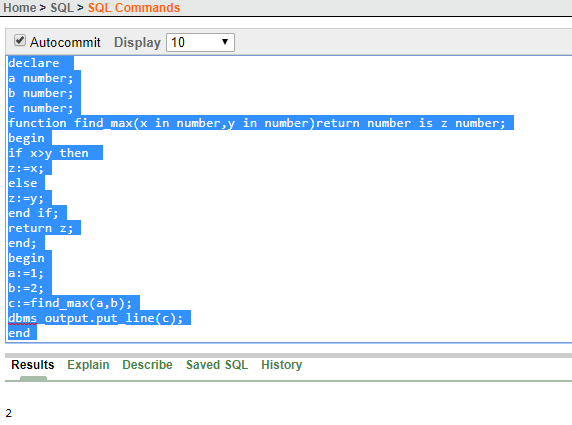 Home > SQL > SQL Commands
Autocommit Display 10
declare
a number;
b number;
c number;
function find_max(x in number,y in number)return number is z number;
begin
if x>y then
z:=x;
else
z:=y;
end if;
return z;
end;
begin
a:=1;
b:=2;
c:=find_max(a,b);
dbms_output.put_line(c);
end
Results Explain Describe Saved SQL History
2